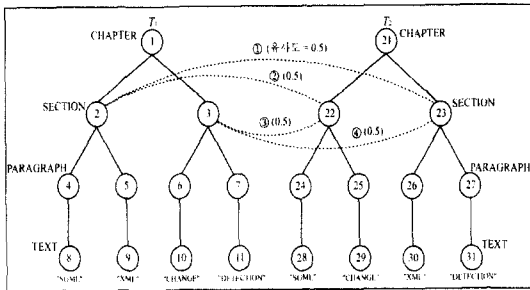 T₁ T₂
CHAPTER 1 21 CHAPTER
① (유사도 = 0.5)
② (0.5)
SECTION 2 3 22 23 SECTION
③ (0.5)
④ (0.5)
PARAGRAPH PARAGRAPH
4 5 6 7 24 25 26 27
TEXT TEXT
8 9 10 11 28 29 30 31
"SGML" "XML" "CHANGE" "DETECTION" "SGML" "CHANGE" "XML" "DETECTION"